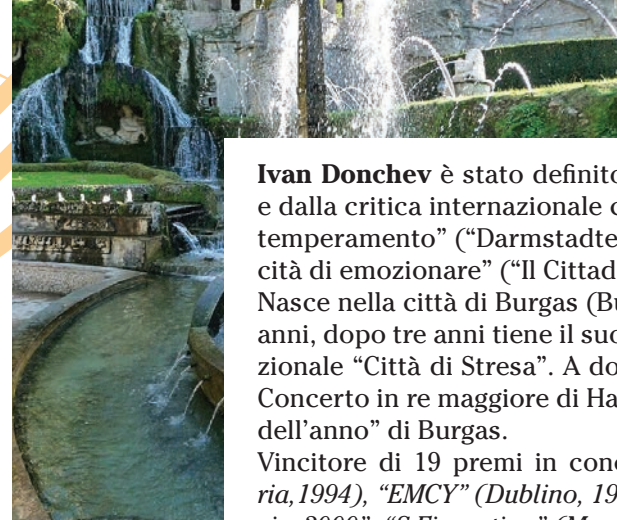 Ivan Donchev è stato definito
e dalla critica internazionale
temperamento” (“Darmstadte
cità di emozionare” (“Il Cittad
Nasce nella città di Burgas (Bu
anni, dopo tre anni tiene il suo
zionale “Città di Stresa”. A do
Concerto in re maggiore di Ha
dell’anno” di Burgas.
Vincitore di 19 premi in conc
ria,1994), “EMCY” (Dublino, 19